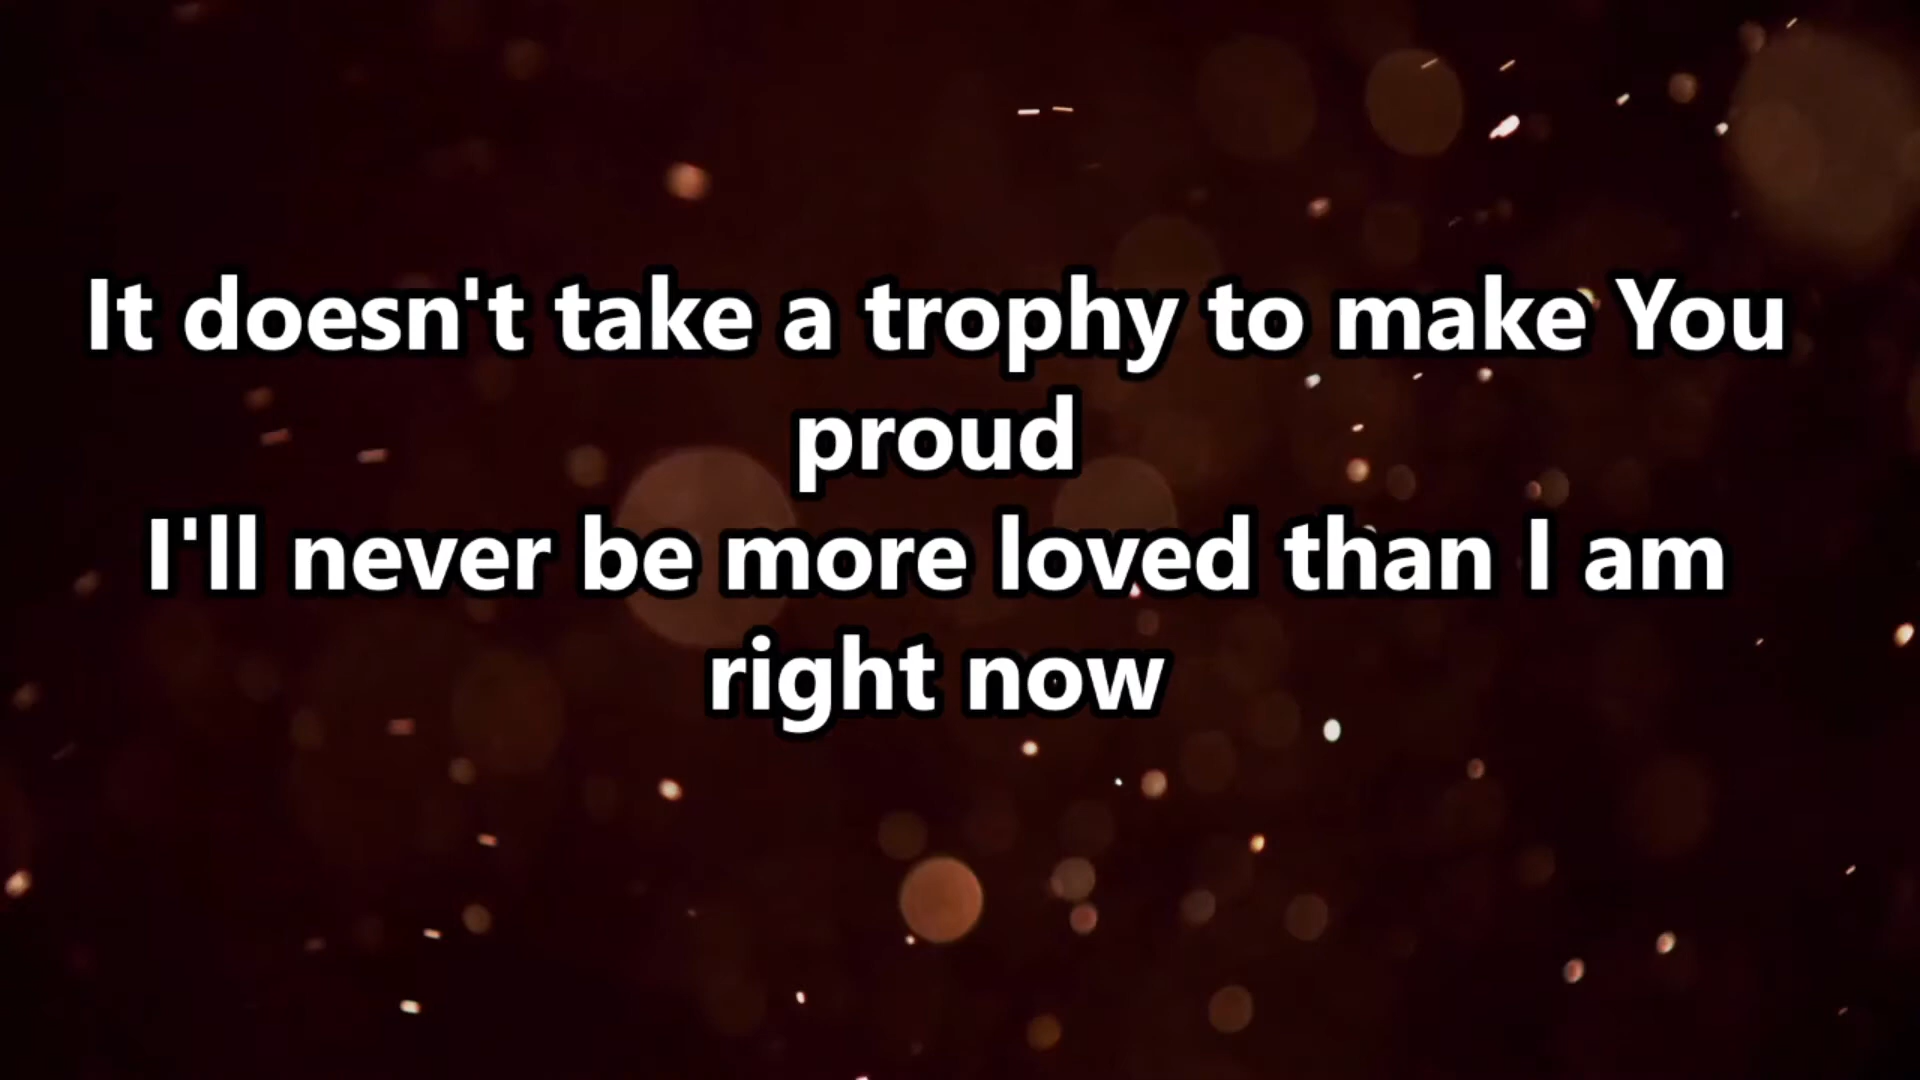 It doesn't take a trophy to make You
proud
I'll never be more loved than I am
right now